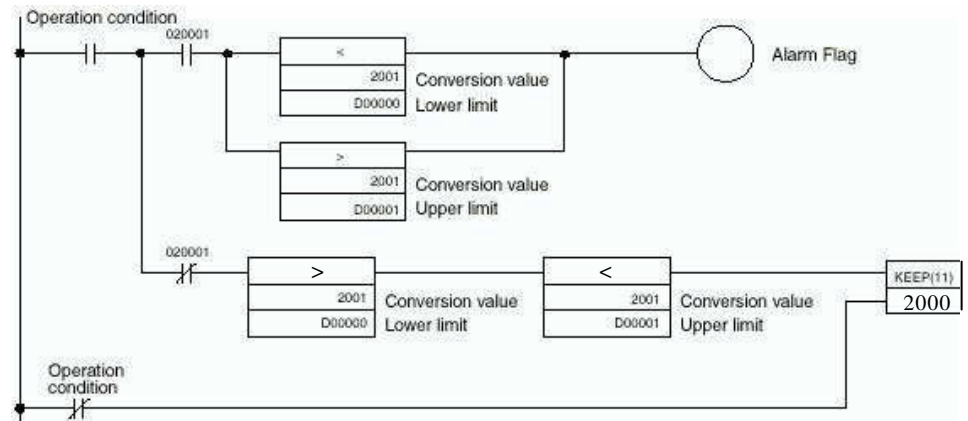 Operation condition
020001
<
2001 Conversion value
D00000 Lower limit
Alarm Flag
>
2001 Conversion value
D00001 Upper limit
020001
>
2001 Conversion value
D00000 Lower limit
<
2001 Conversion value
D00001 Upper limit
KEEP(11)
2000
Operation
condition